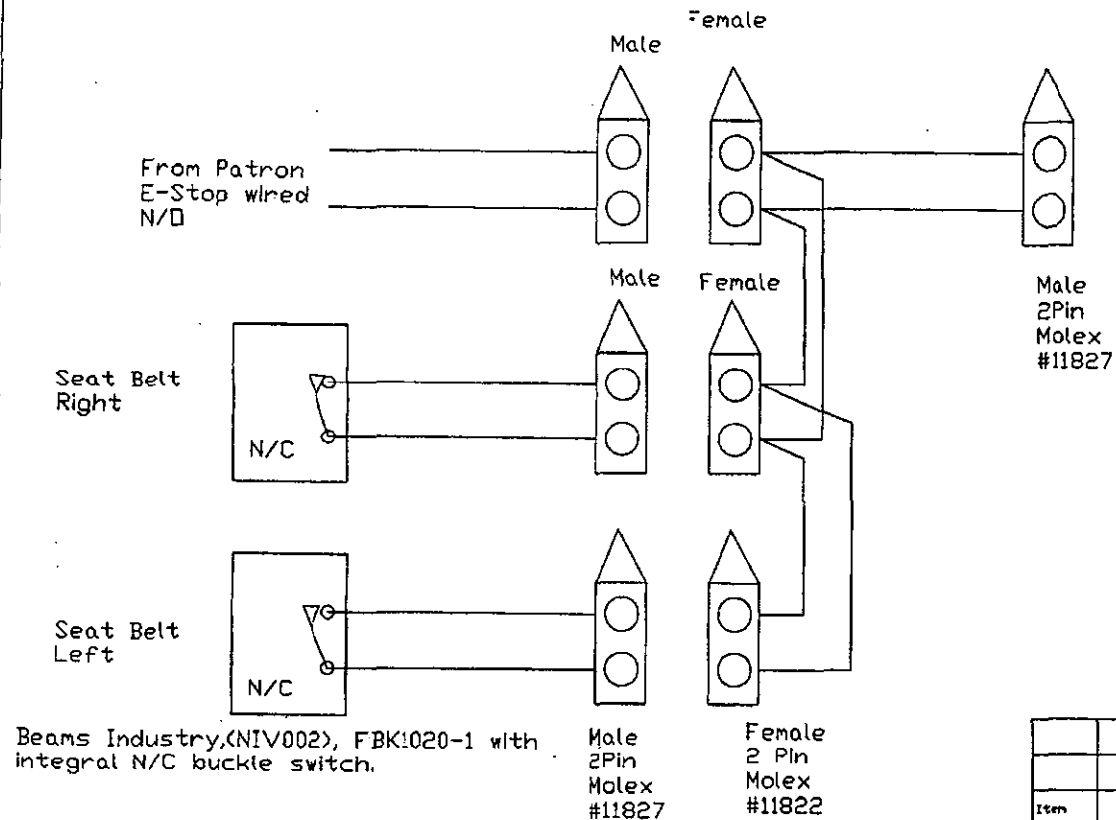 Female
Male
From Patron
E-Stop wired
N/O
Male
2Pin
Molex
#11827
Male
Female
Seat Belt
Right
N/C
Seat Belt
Left
N/C
Beams Industry,(NIV002), FBK1020-1 with
integral N/C buckle switch.
Male
2Pin
Molex
#11827
Female
2 Pin
Molex
#11822
Item